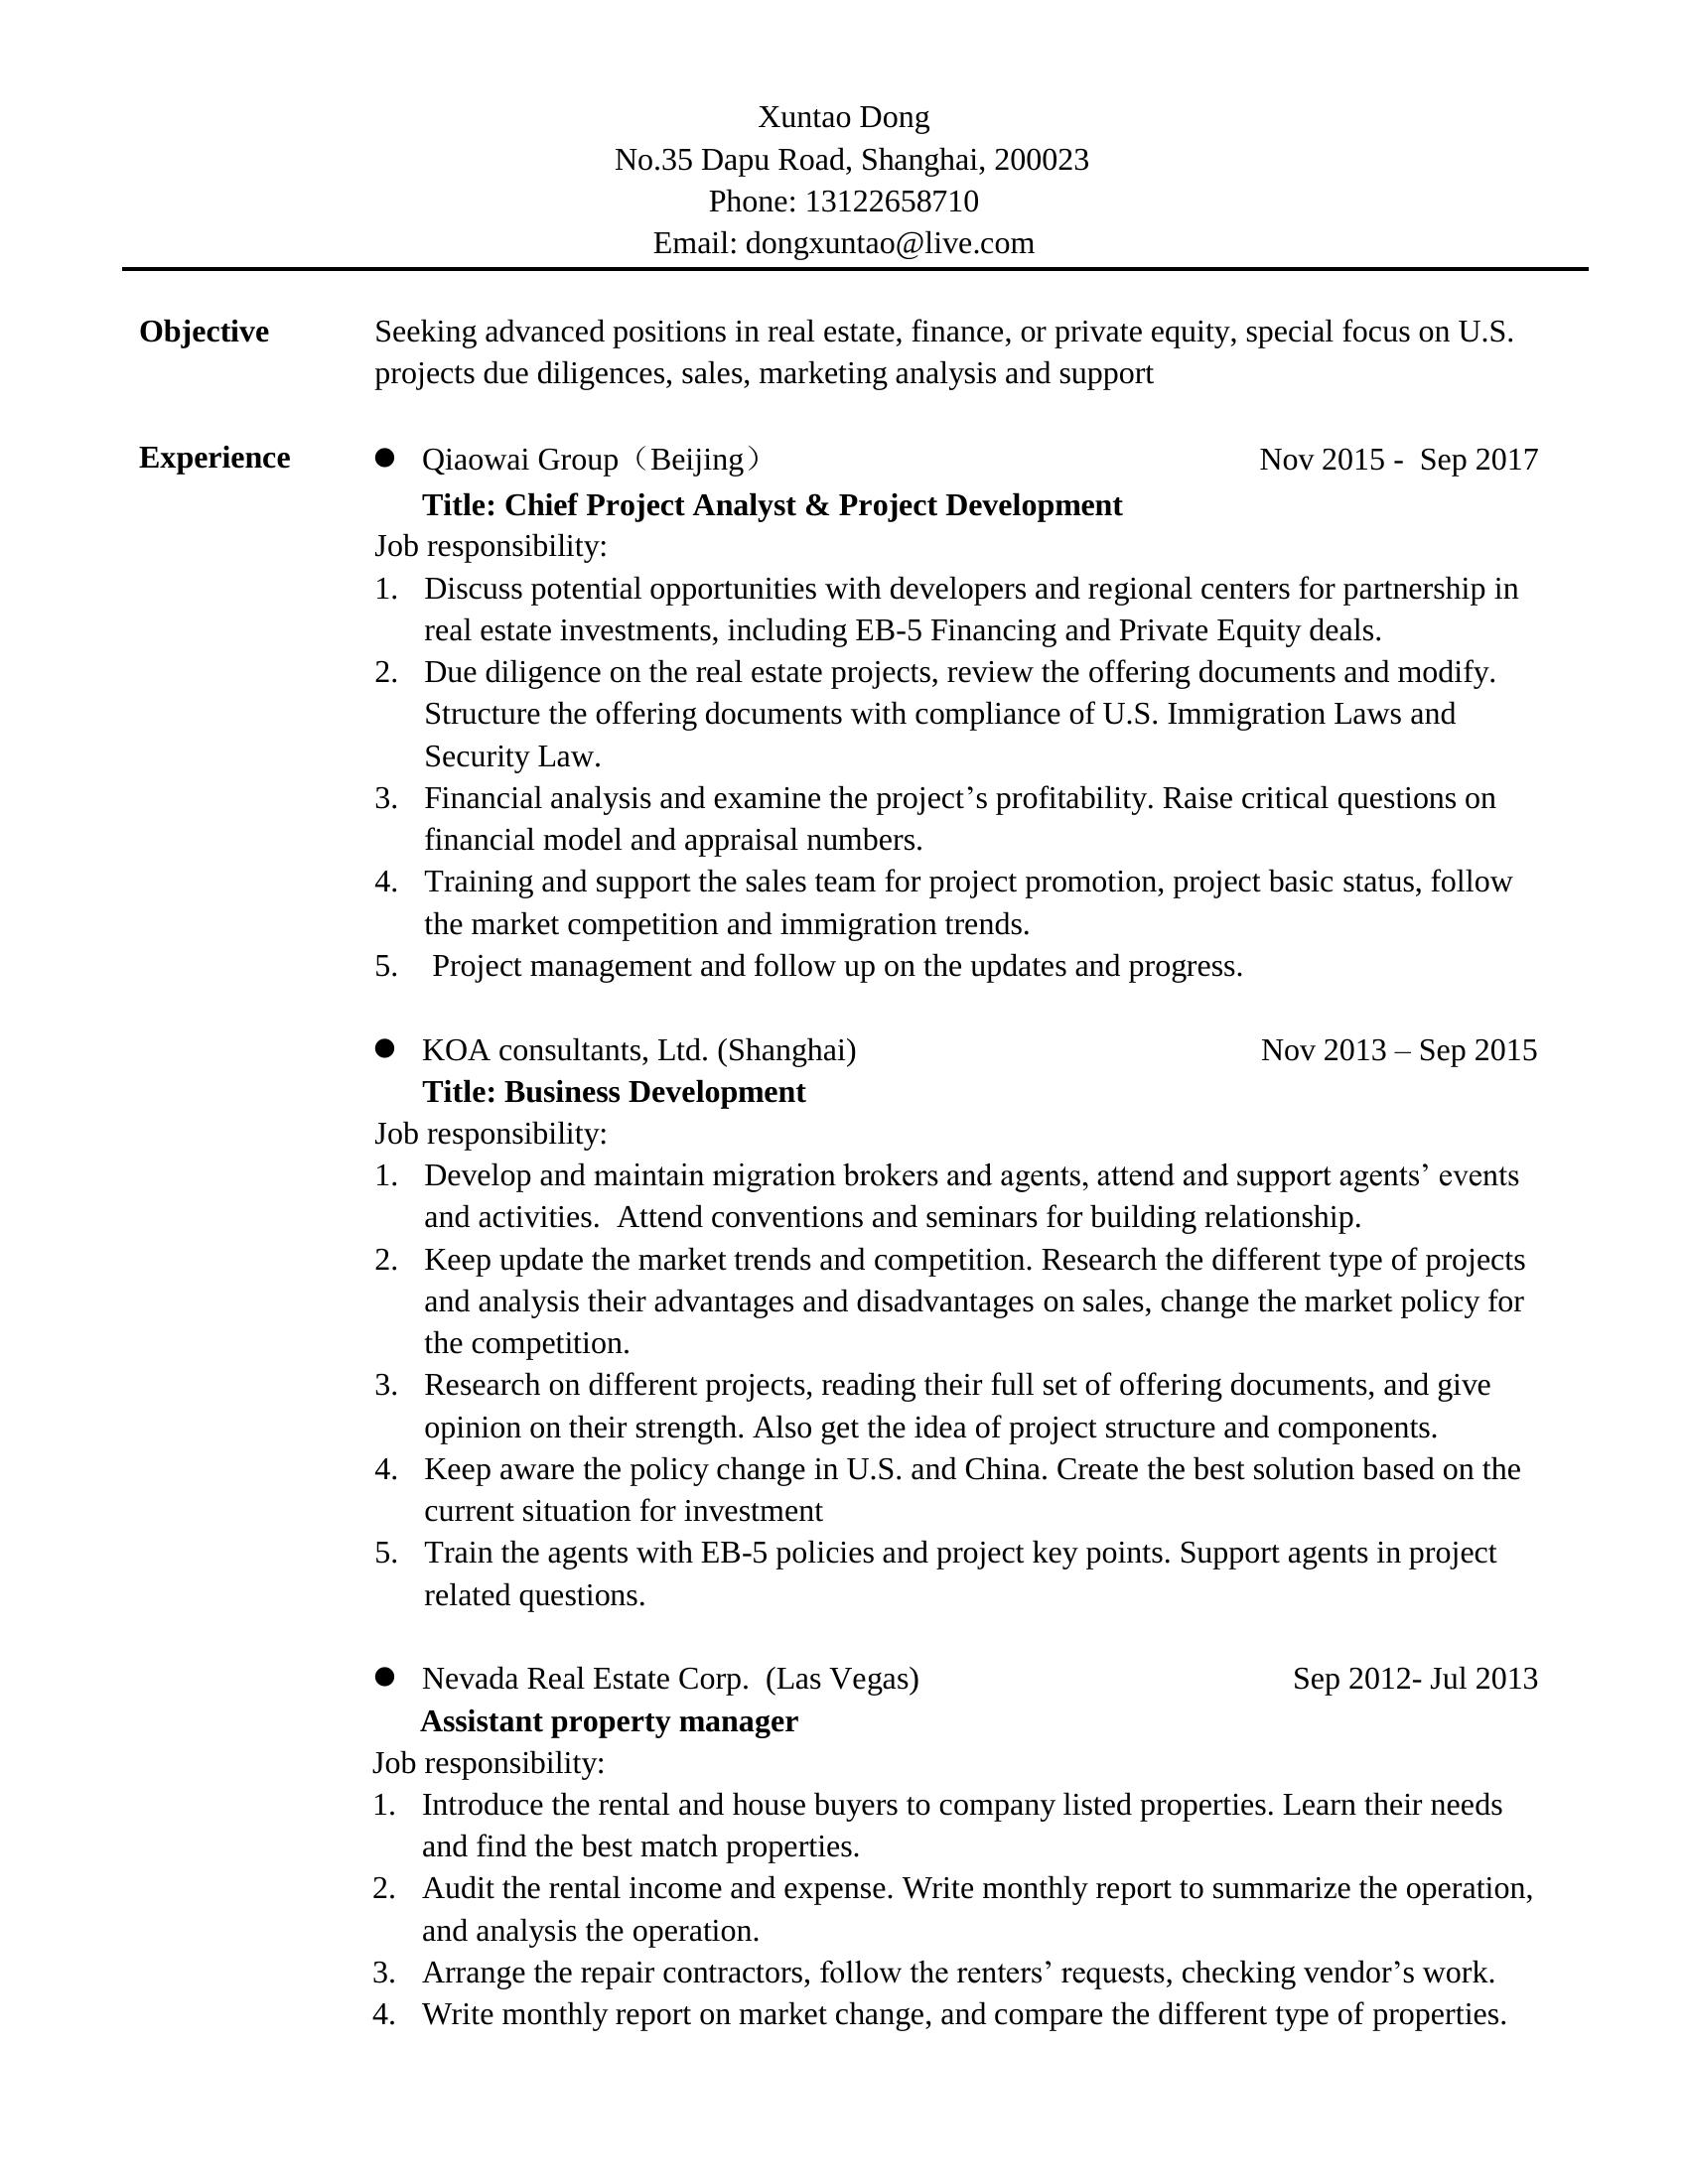 Xuntao Dong
No.35 Dapu Road, Shanghai, 200023
Phone: 13122658710
Email: dongxuntao@live.com
Objective Seeking advanced positions in real estate, finance, or private equity, special focus on U.S.
projects due diligences, sales, marketing analysis and support
Experience ● Qiaowai Group（Beijing） Nov 2015 - Sep 2017
Title: Chief Project Analyst & Project Development
Job responsibility:
1. Discuss potential opportunities with developers and regional centers for partnership in
real estate investments, including EB-5 Financing and Private Equity deals.
2. Due diligence on the real estate projects, review the offering documents and modify.
Structure the offering documents with compliance of U.S. Immigration Laws and
Security Law.
3. Financial analysis and examine the project’s profitability. Raise critical questions on
financial model and appraisal numbers.
4. Training and support the sales team for project promotion, project basic status, follow
the market competition and immigration trends.
5. Project management and follow up on the updates and progress.
● KOA consultants, Ltd. (Shanghai) Nov 2013 – Sep 2015
Title: Business Development
Job responsibility:
1. Develop and maintain migration brokers and agents, attend and support agents’ events
and activities. Attend conventions and seminars for building relationship.
2. Keep update the market trends and competition. Research the different type of projects
and analysis their advantages and disadvantages on sales, change the market policy for
the competition.
3. Research on different projects, reading their full set of offering documents, and give
opinion on their strength. Also get the idea of project structure and components.
4. Keep aware the policy change in U.S. and China. Create the best solution based on the
current situation for investment
5. Train the agents with EB-5 policies and project key points. Support agents in project
related questions.
● Nevada Real Estate Corp. (Las Vegas) Sep 2012- Jul 2013
Assistant property manager
Job responsibility:
1. Introduce the rental and house buyers to company listed properties. Learn their needs
and find the best match properties.
2. Audit the rental income and expense. Write monthly report to summarize the operation,
and analysis the operation.
3. Arrange the repair contractors, follow the renters’ requests, checking vendor’s work.
4. Write monthly report on market change, and compare the different type of properties.